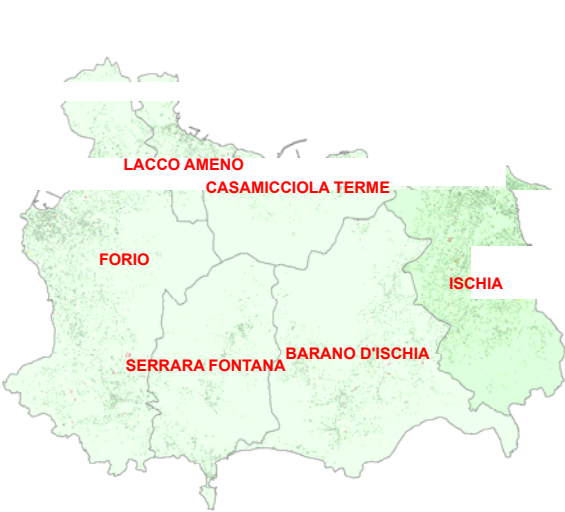 LACCO AMENO
CASAMICCIOLA TERME
FORIO
ISCHIA
BARANO D'ISCHIA
SERRARA FONTANA